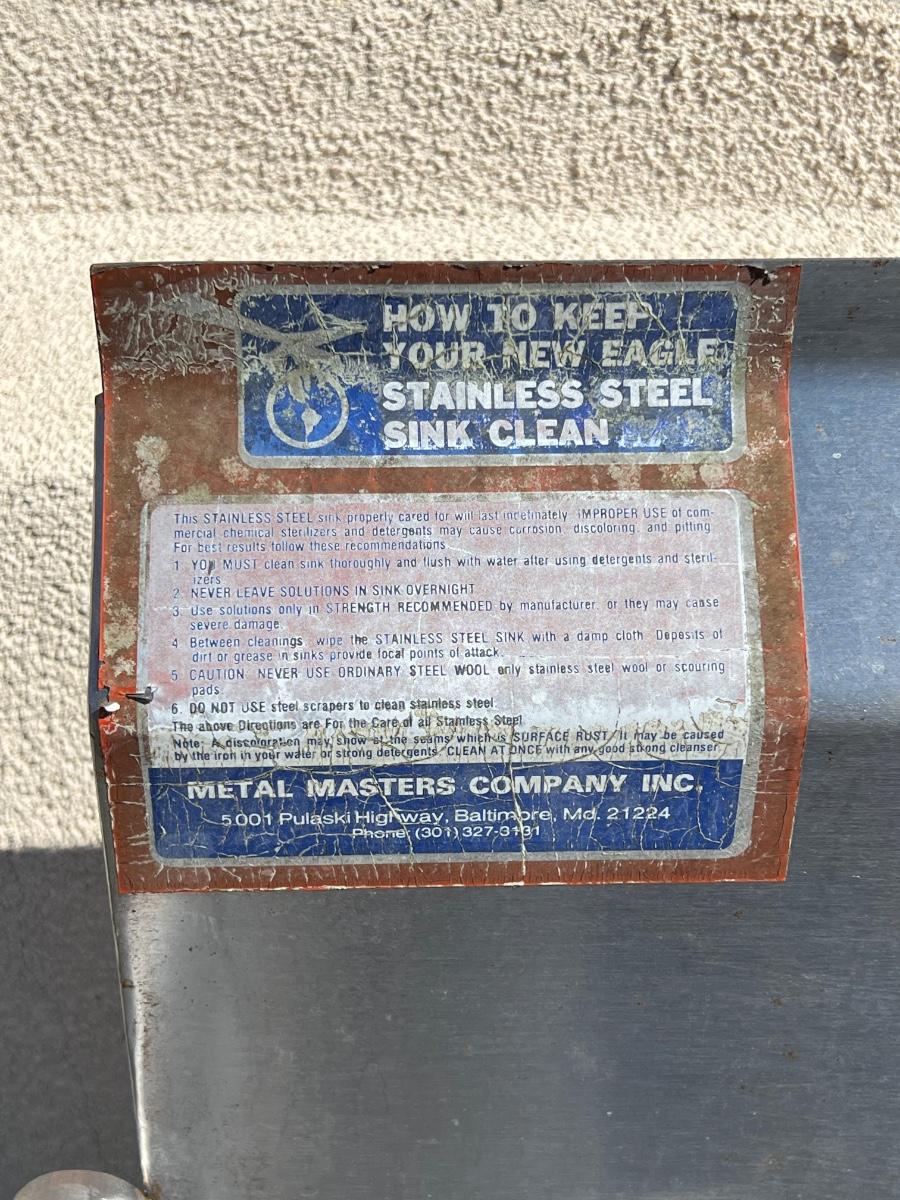 HOW TO KEEP
YOUR NEW EAGLE
STAINLESS STEEL
SINK CLEAN
This STAINLESS STEEL sink properly cared for will last indefinately. IMPROPER USE of com-
mercial chemical sterilizers and detergents may cause corrosion, discoloring, and pitting.
For best results follow these recommendations
1 YOU MUST clean sink thoroughly and flush with water after using detergents and steril-
izers
2. NEVER LEAVE SOLUTIONS IN SINK OVERNIGHT
3. Use solutions only in STRENGTH RECOMMENDED by manufacturer, or they may cause
severe damage.
4 Between cleanings wipe the STAINLESS STEEL SINK with a damp cloth. Deposits of
dirt or grease in sinks provide focal points of attack.
5 CAUTION NEVER USE ORDINARY STEEL WOOL only stainless steel wool or scouring
pads.
6. DO NOT USE steel scrapers to clean stainless steel.
The above Directions are For the Care of all Stainless Steel
Note: A discoloration may show at the seams which is SURFACE RUST/it may be caused
by the iron in your water or strong detergents/CLEAN AT ONCE with any good strong cleanser.
METAL MASTERS COMPANY INC.
5001 Pulaski Highway, Baltimore, Md. 21224
Phone: (301) 327-3131